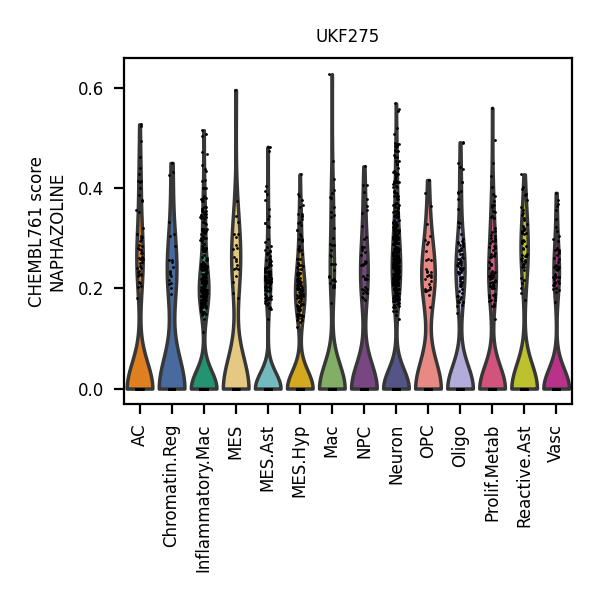 UKF275
CHEMBL761 score
NAPHAZOLINE
0.6
0.4
0.2
0.0
AC
Chromatin.Reg
Inflammatory.Mac
MES
MES.Ast
MES.Hyp
Mac
NPC
Neuron
OPC
Oligo
Prolif.Metab
Reactive.Ast
Vasc